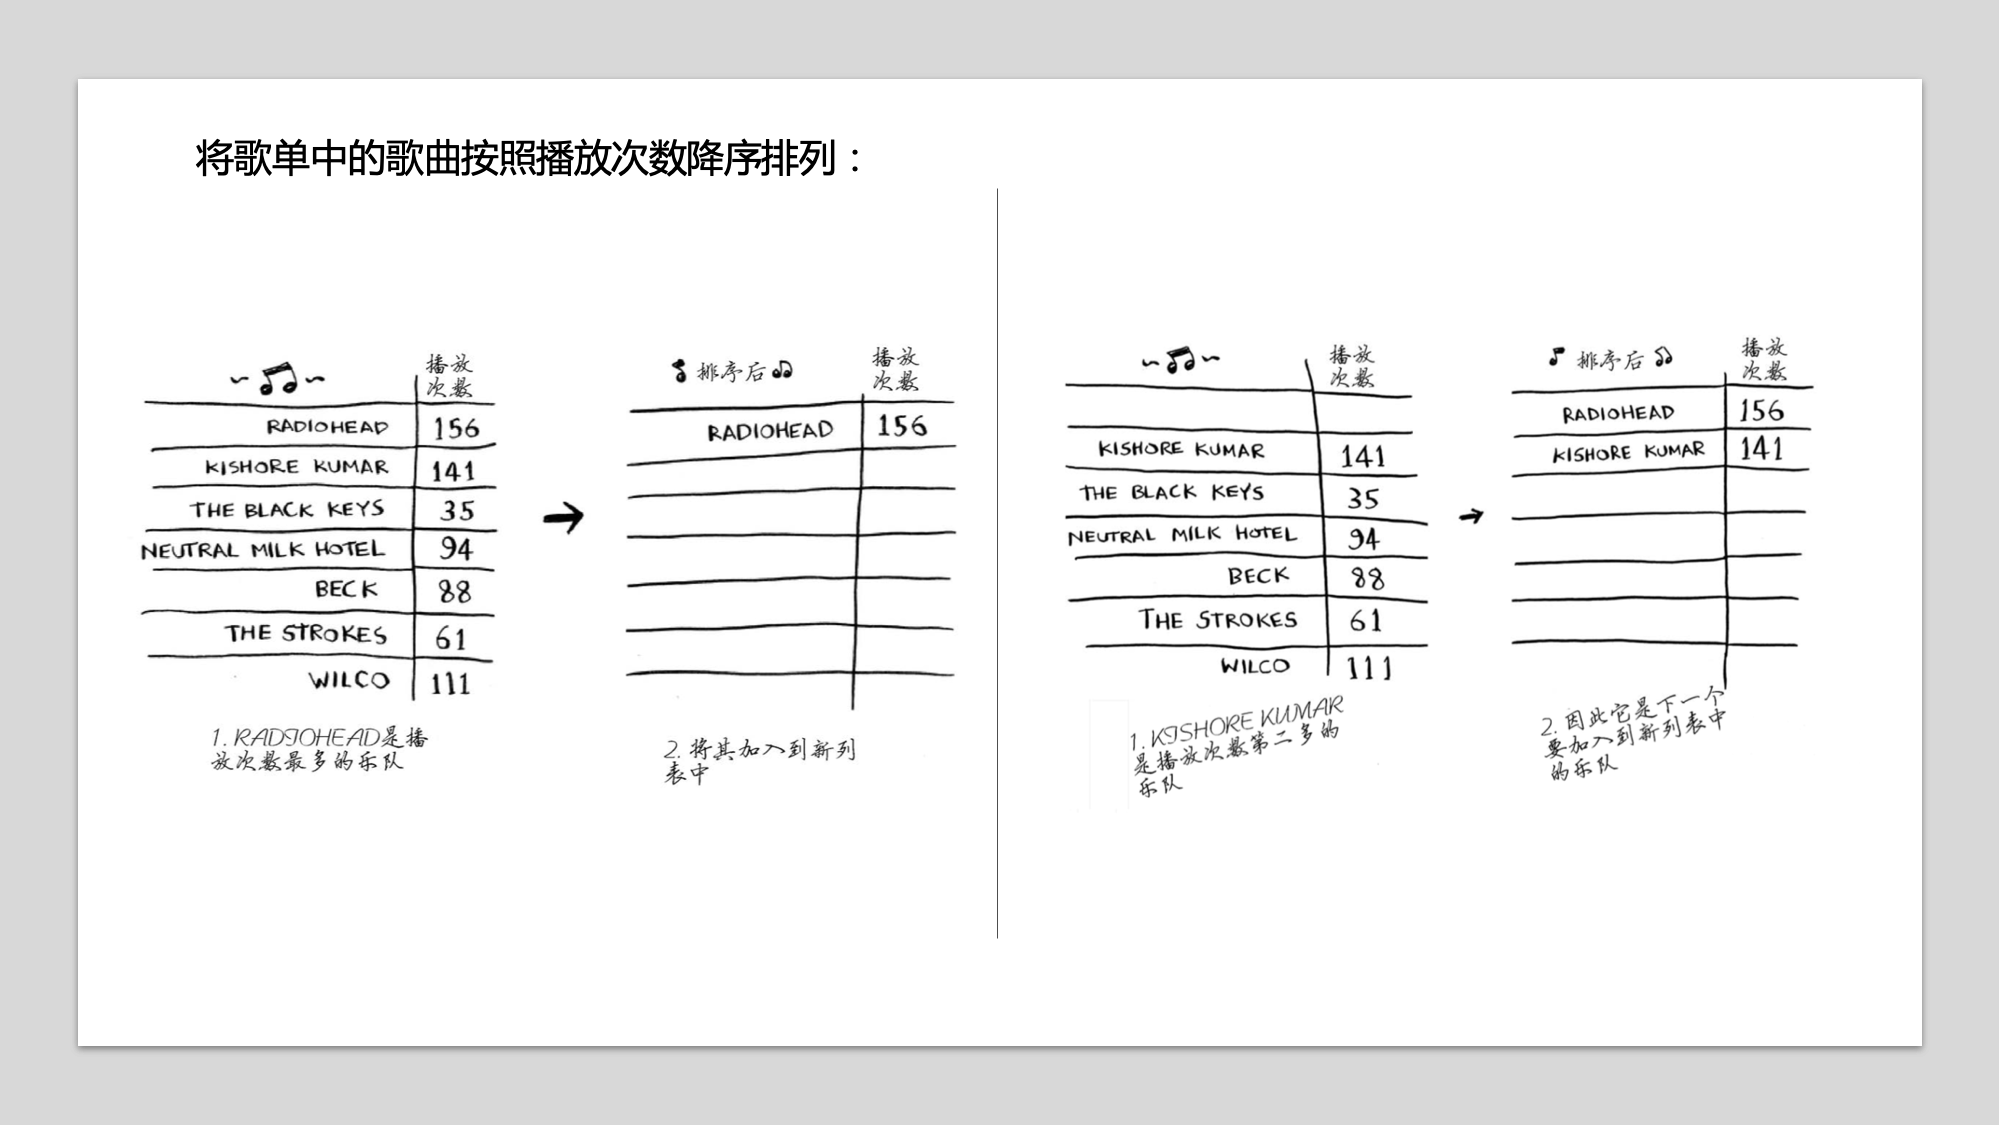 将歌单中的歌曲按照播放次数降序排列：
播放
次数
RADIOHEAD 156
KISHORE KUMAR 141
THE BLACK KEYS 35
NEUTRAL MILK HOTEL 94
BECK 88
THE STROKES 61
WILCO 111
1. RADIOHEAD是播
放次数最多的乐队
排序后
播放
次数
RADIOHEAD 156
2. 将其加入到新列
表中
播放
次数
KISHORE KUMAR 141
THE BLACK KEYS 35
NEUTRAL MILK HOTEL 94
BECK 88
THE STROKES 61
WILCO 111
1. KISHORE KUMAR
是播放次数第二多的
乐队
排序后
播放
次数
RADIOHEAD 156
KISHORE KUMAR 141
2. 因此它是下一个
要加入到新列表中
的乐队